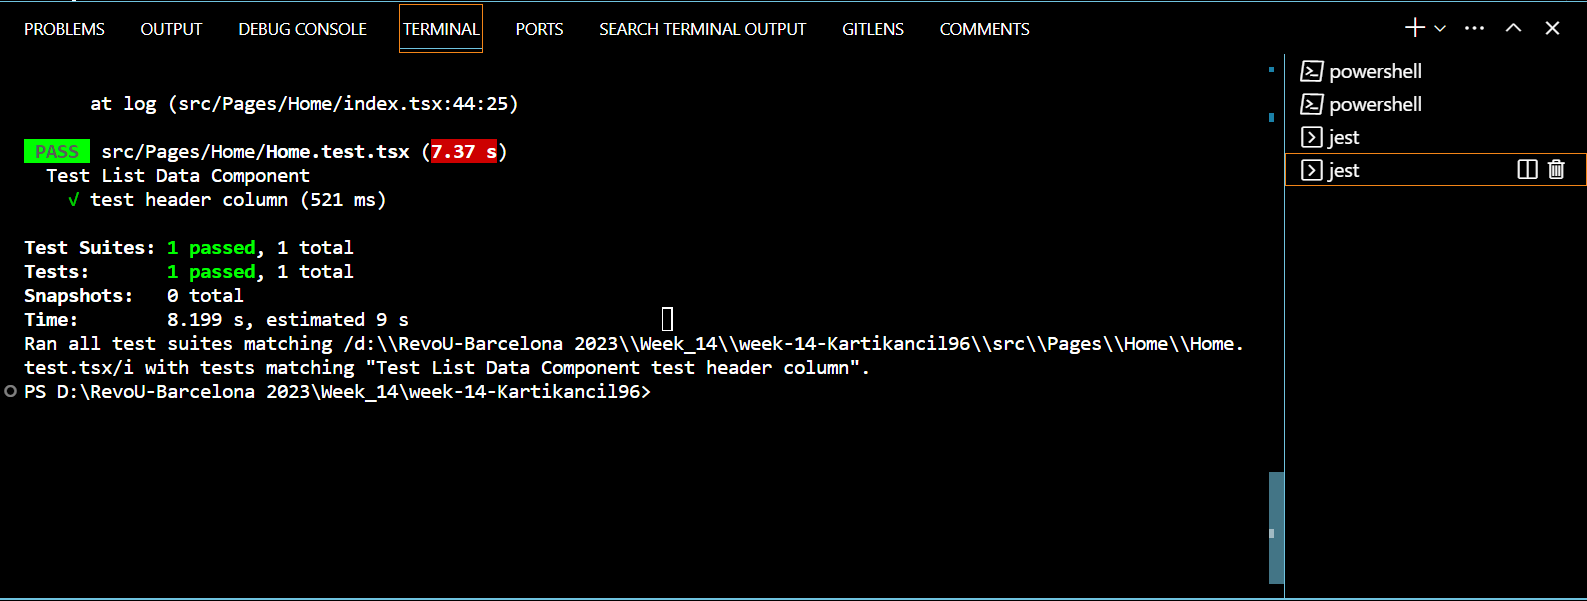 PROBLEMS OUTPUT DEBUG CONSOLE TERMINAL PORTS SEARCH TERMINAL OUTPUT GITLENS COMMENTS
at log (src/Pages/Home/index.tsx:44:25)
PASS src/Pages/Home/Home.test.tsx (7.37 s)
Test List Data Component
√ test header column (521 ms)
Test Suites: 1 passed, 1 total
Tests: 1 passed, 1 total
Snapshots: 0 total
Time: 8.199 s, estimated 9 s
Ran all test suites matching /d:\\RevoU-Barcelona 2023\\Week_14\\week-14-Kartikancil96\\src\\Pages\\Home\\Home.
test.tsx/i with tests matching "Test List Data Component test header column".
PS D:\RevoU-Barcelona 2023\Week_14\week-14-Kartikancil96>
powershell
powershell
jest
jest